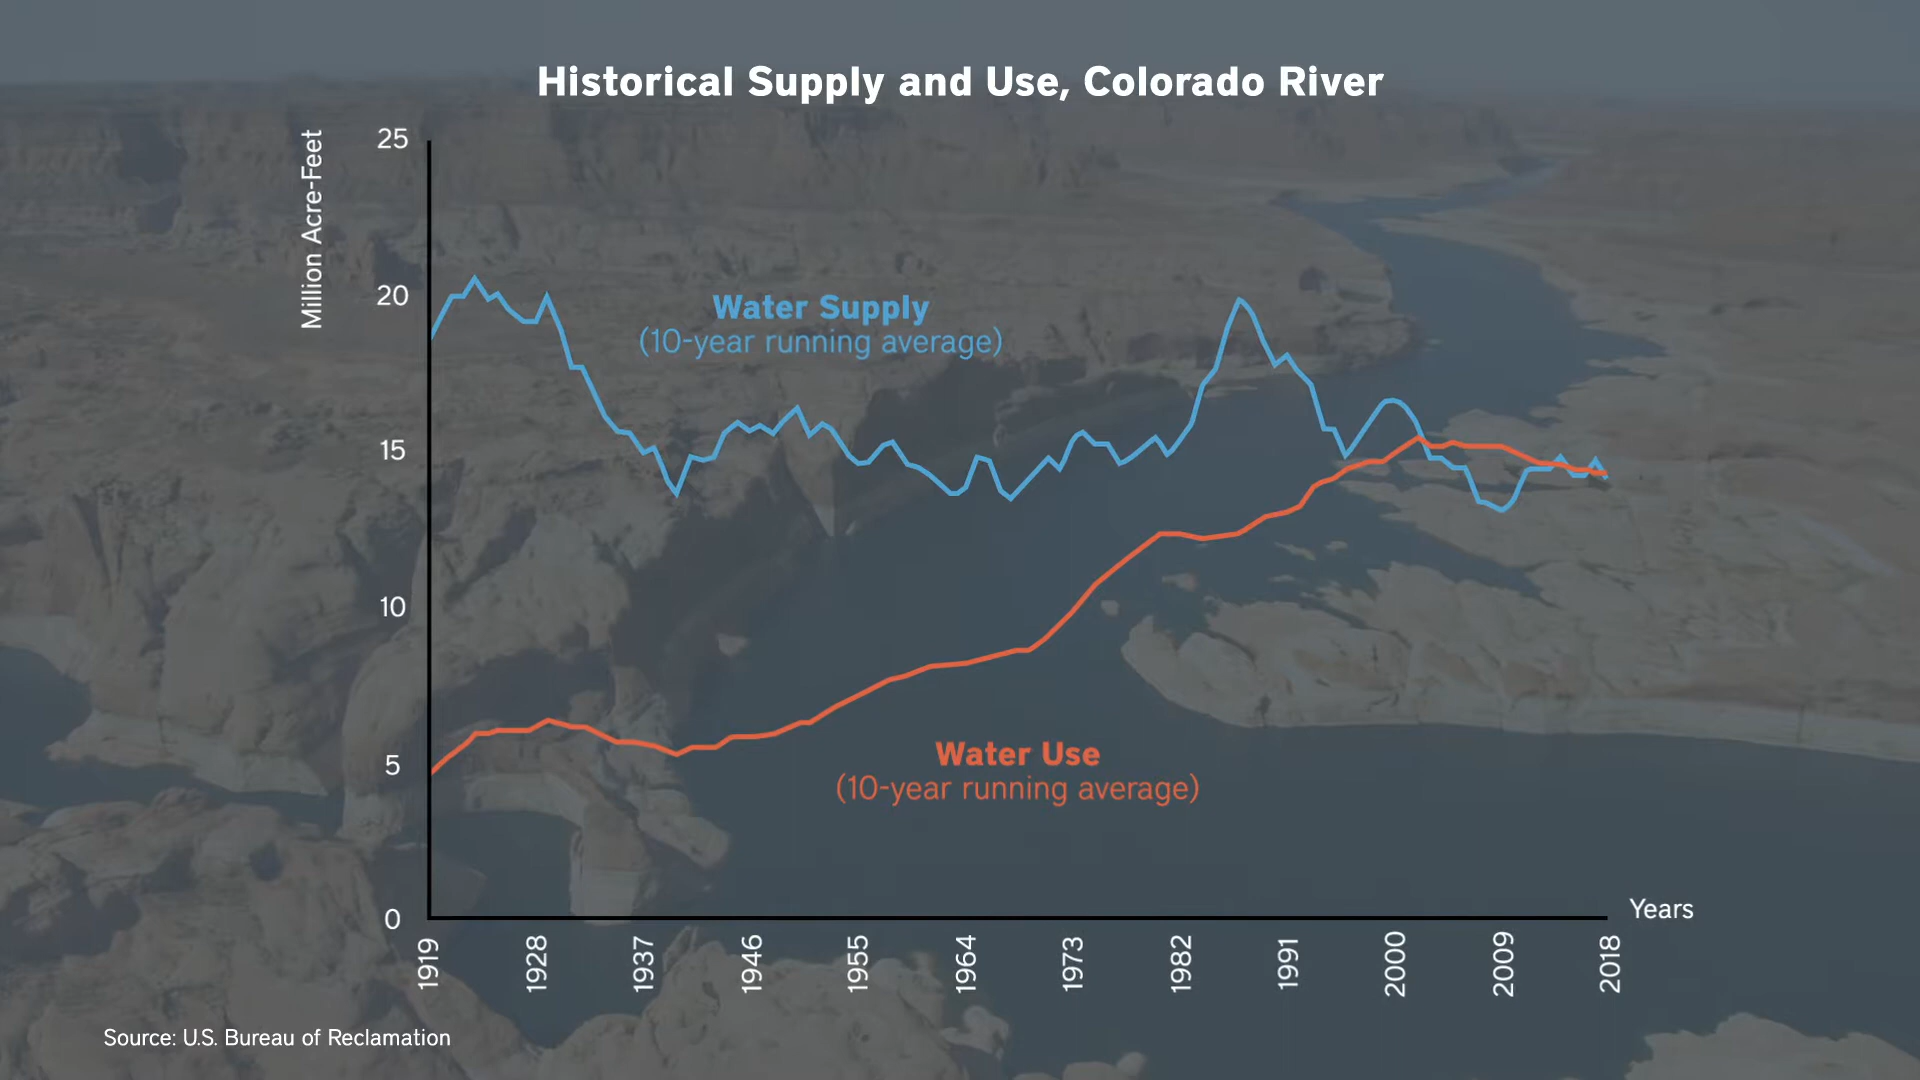 Historical Supply and Use, Colorado River
Million Acre-Feet
25
20
15
10
5
0
Water Supply
(10-year running average)
Water Use
(10-year running average)
Years
1919
1928
1937
1946
1955
1964
1973
1982
1991
2000
2009
2018
Source: U.S. Bureau of Reclamation